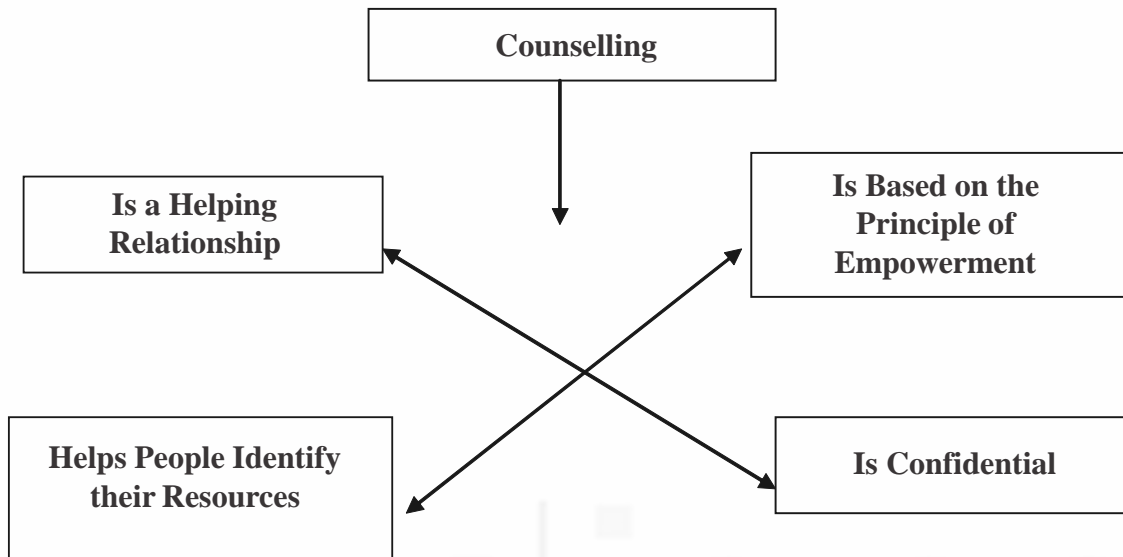 Counselling
Is a Helping
Relationship
Is Based on the
Principle of
Empowerment
Helps People Identify
their Resources
Is Confidential